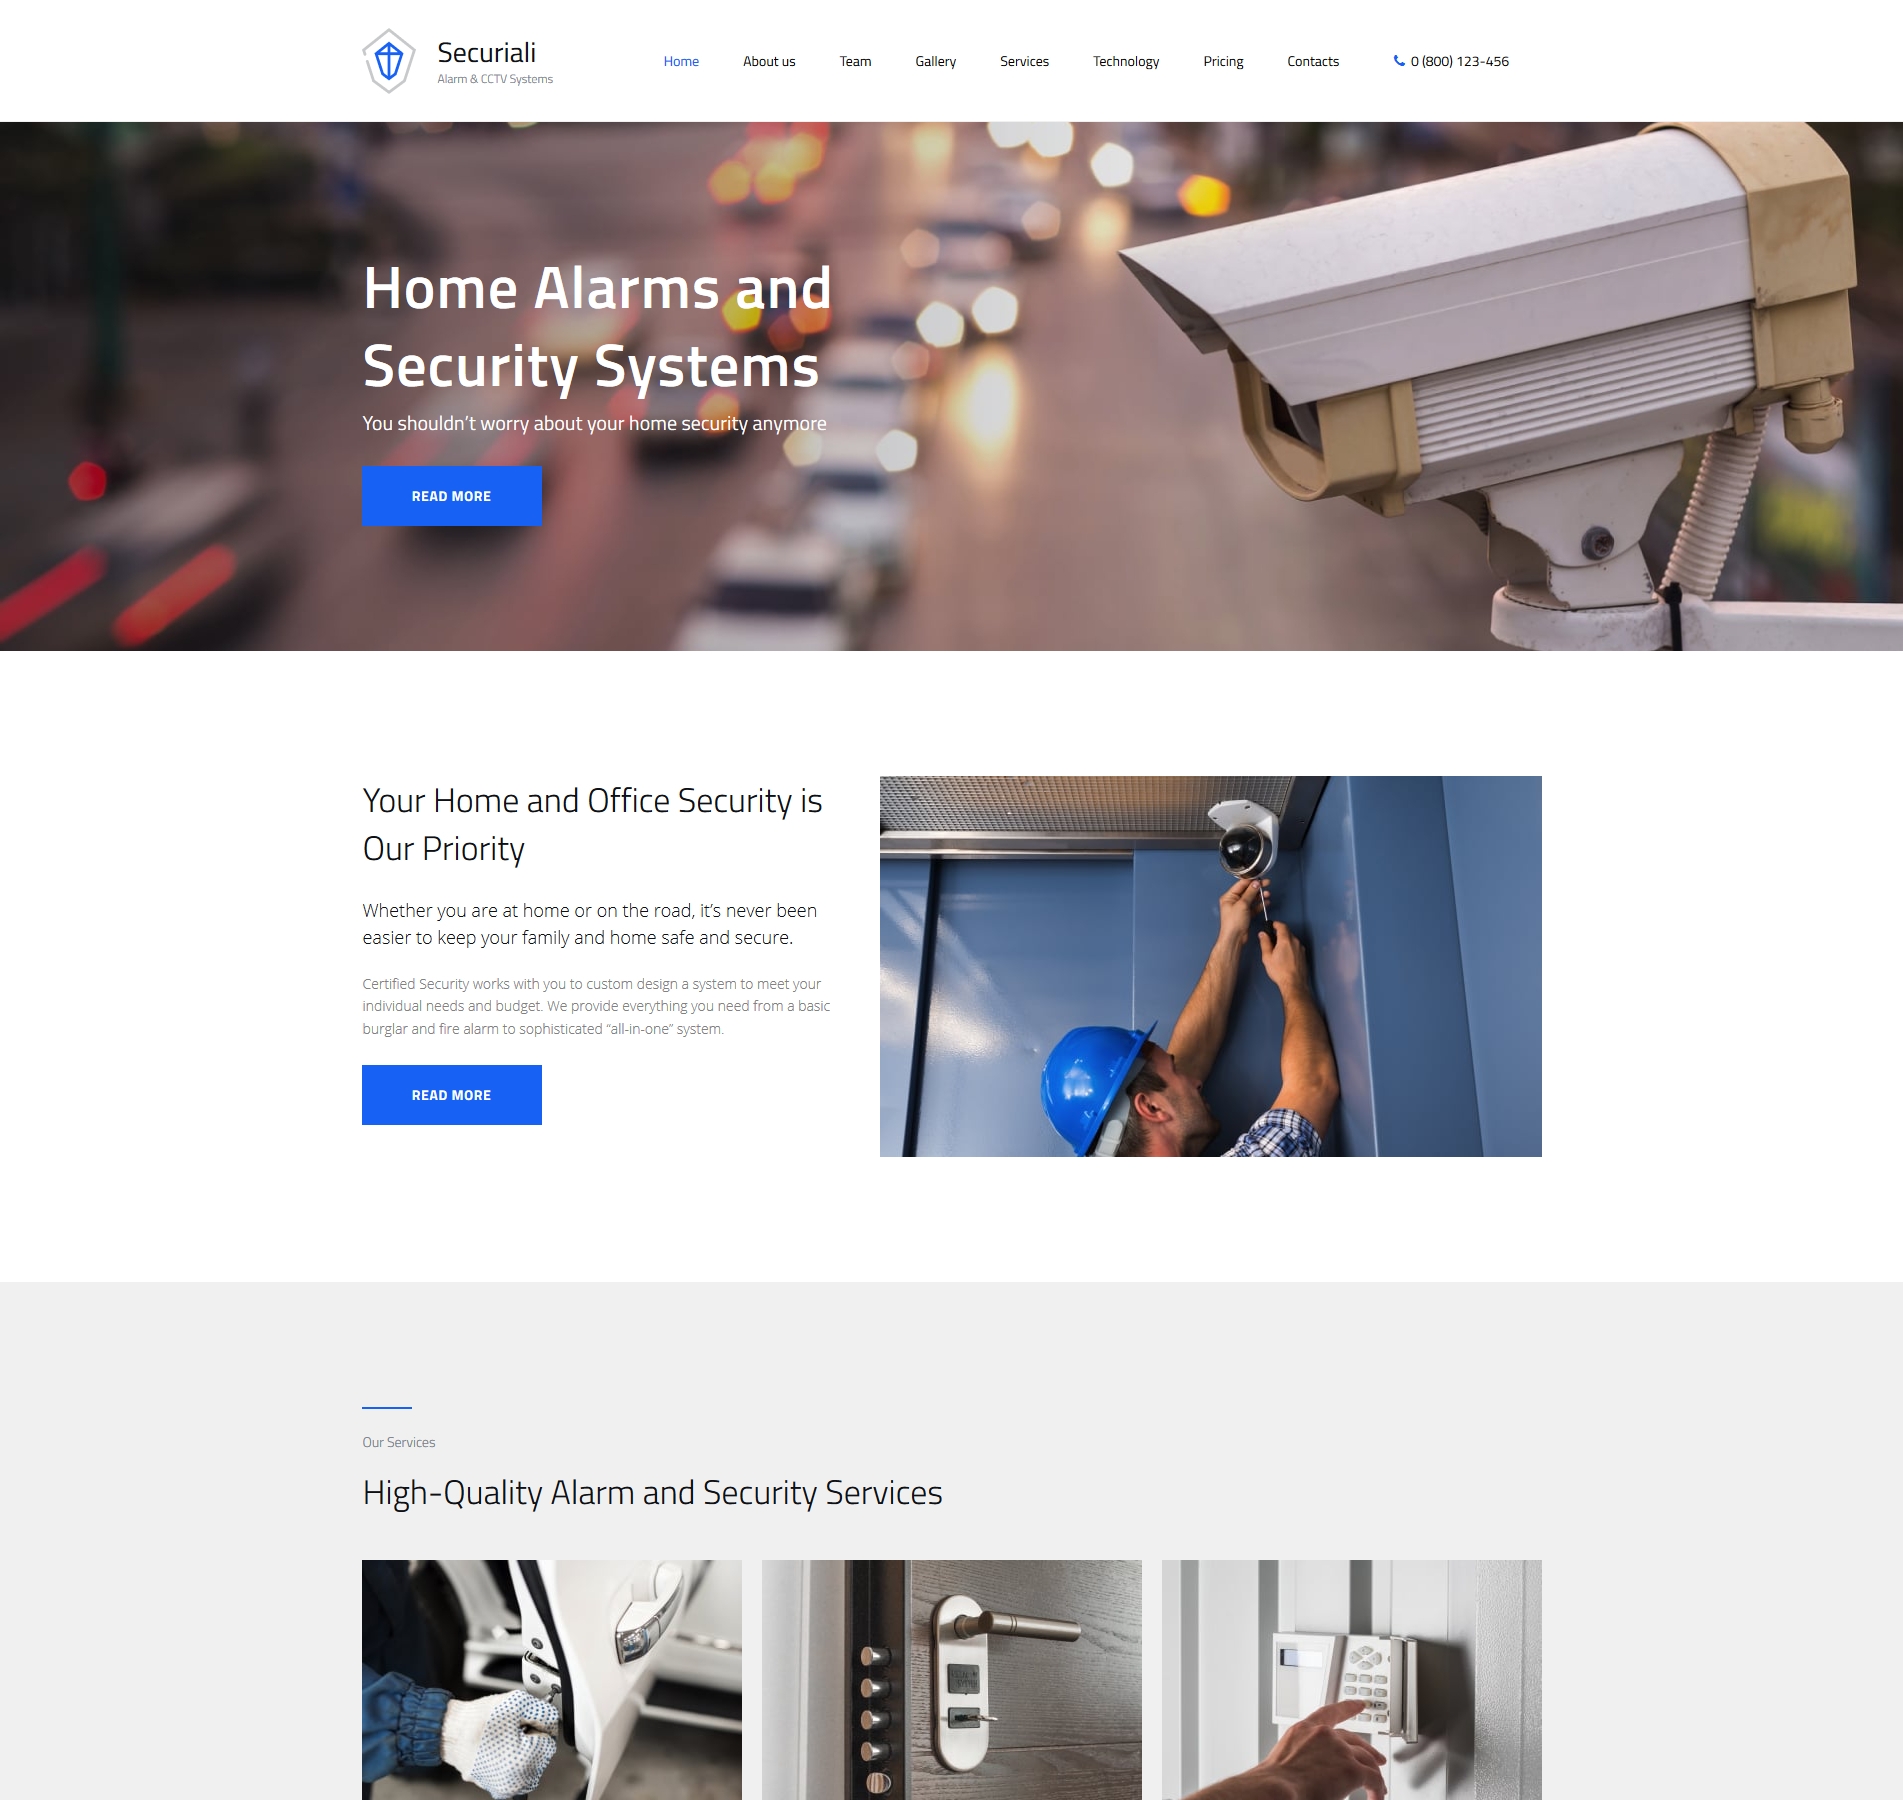 Securiali
Alarm & CCTV Systems
Home
About us
Team
Gallery
Services
Technology
Pricing
Contacts
0 (800) 123-456
Home Alarms and
Security Systems
You shouldn’t worry about your home security anymore
READ MORE
Your Home and Office Security is
Our Priority
Whether you are at home or on the road, it’s never been
easier to keep your family and home safe and secure.
Certified Security works with you to custom design a system to meet your
individual needs and budget. We provide everything you need from a basic
burglar and fire alarm to sophisticated “all-in-one” system.
READ MORE
Our Services
High-Quality Alarm and Security Services